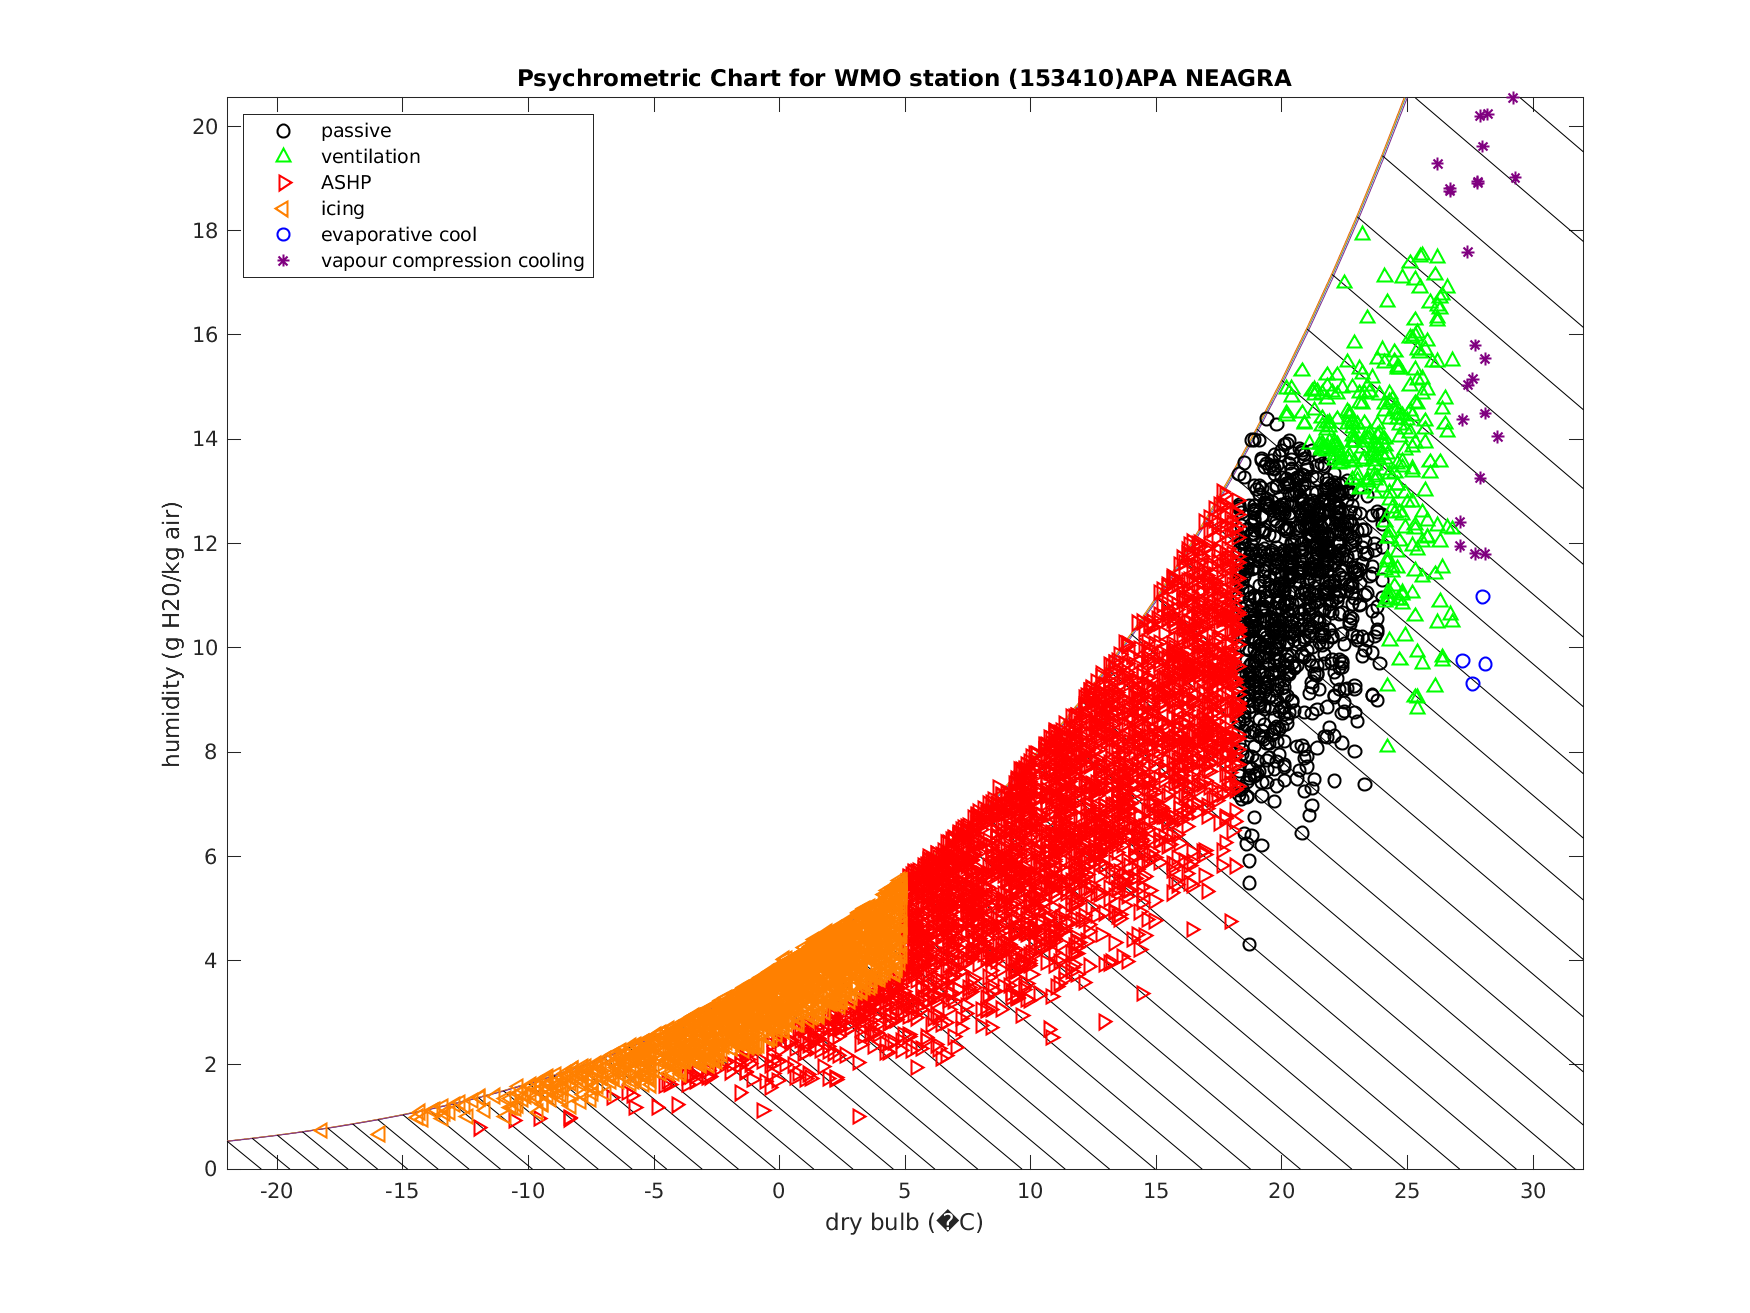 Psychrometric Chart for WMO station (153410)APA NEAGRA
passive
ventilation
ASHP
icing
evaporative cool
vapour compression cooling
humidity (g H20/kg air)
20
18
16
14
12
10
8
6
4
2
0
-20 -15 -10 -5 0 5 10 15 20 25 30
dry bulb (�C)